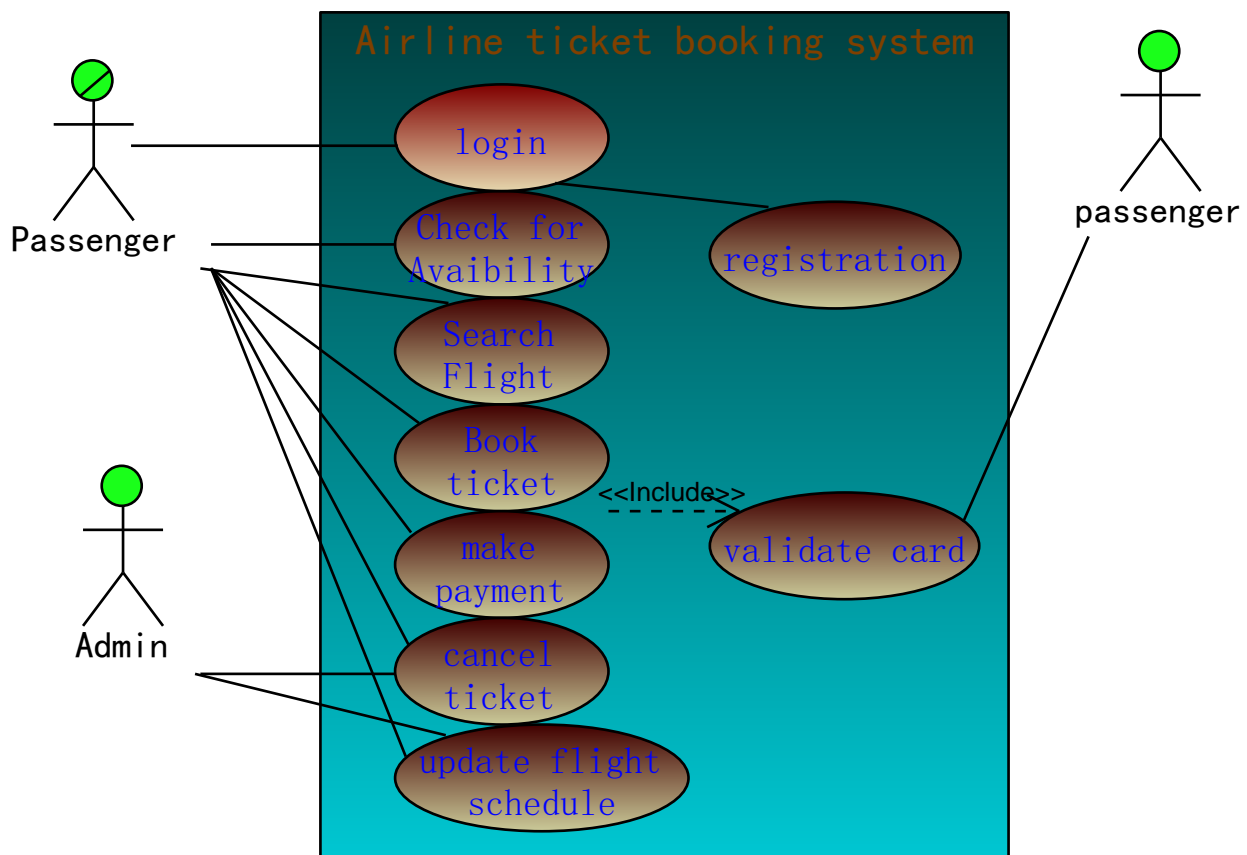 Airline ticket booking system
login
Passenger
passenger
Check for
Avaibility
registration
Search
Flight
Book
ticket
<<Include>>
validate card
make
payment
Admin
cancel
ticket
update flight
schedule